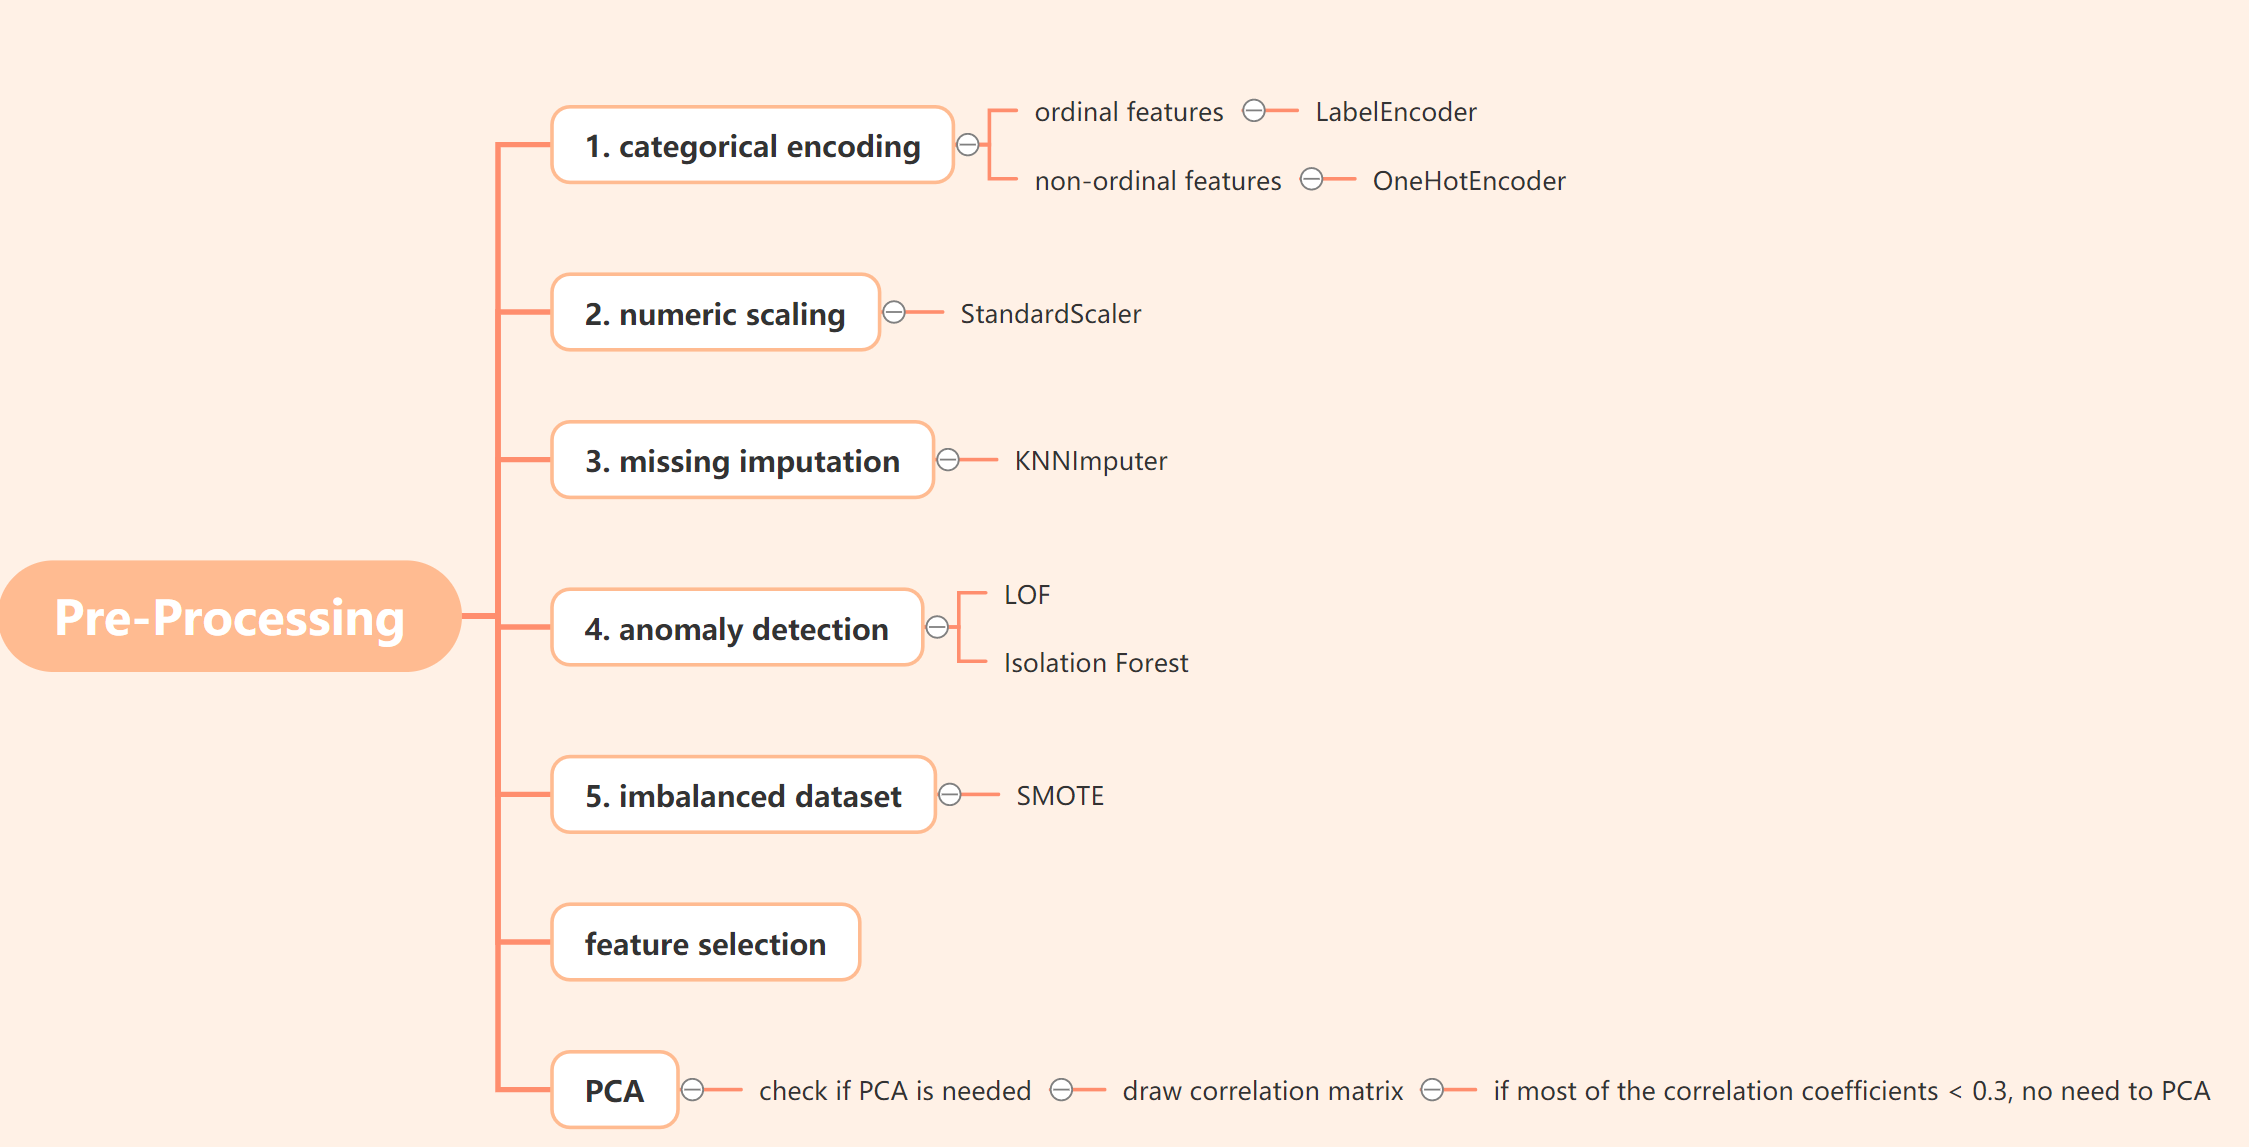 Pre-Processing
1. categorical encoding
ordinal features
LabelEncoder
non-ordinal features
OneHotEncoder
2. numeric scaling
StandardScaler
3. missing imputation
KNNImputer
4. anomaly detection
LOF
Isolation Forest
5. imbalanced dataset
SMOTE
feature selection
PCA
check if PCA is needed
draw correlation matrix
if most of the correlation coefficients < 0.3, no need to PCA